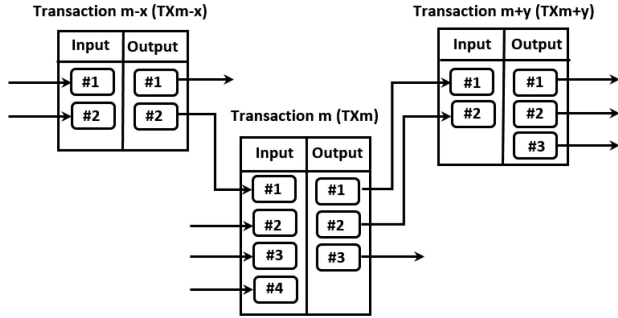 Transaction m-x (TXm-x)
Input Output
#1 #1
#2 #2
Transaction m (TXm)
Input Output
#1 #1
#2 #2
#3 #3
#4
Transaction m+y (TXm+y)
Input Output
#1 #1
#2 #2
#3